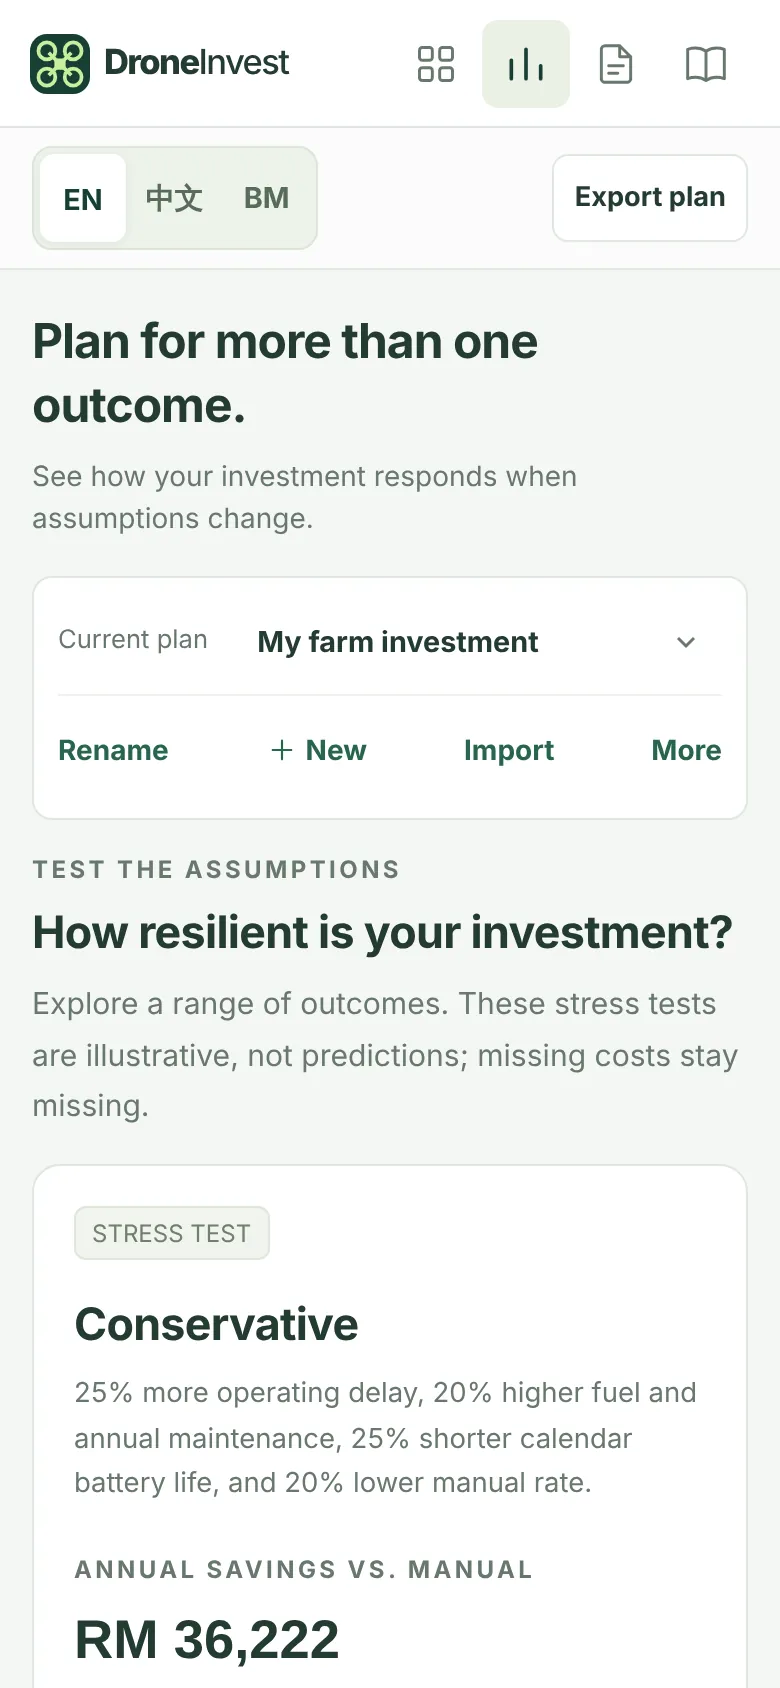 DroneInvest
EN 中文 BM
Export plan
Plan for more than one
outcome.
See how your investment responds when
assumptions change.
Current plan My farm investment
Rename + New Import More
TEST THE ASSUMPTIONS
How resilient is your investment?
Explore a range of outcomes. These stress tests
are illustrative, not predictions; missing costs stay
missing.
STRESS TEST
Conservative
25% more operating delay, 20% higher fuel and
annual maintenance, 25% shorter calendar
battery life, and 20% lower manual rate.
ANNUAL SAVINGS VS. MANUAL
RM 36,222